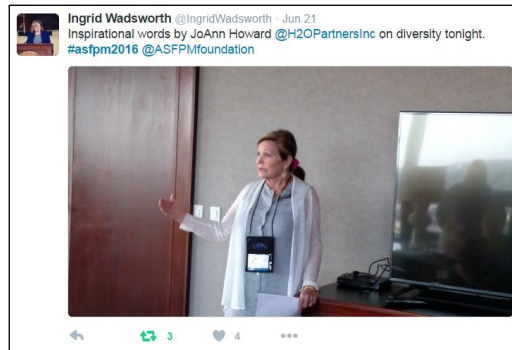 Ingrid Wadsworth @IngridWadsworth · Jun 21
Inspirational words by JoAnn Howard @H2OPartnersInc on diversity tonight.
#asfpm2016 @ASFPMfoundation
3 4